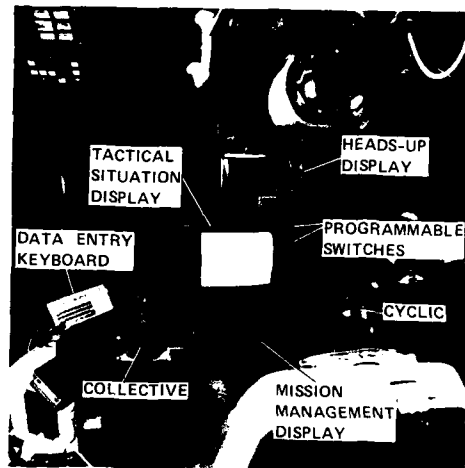 HEADS-UP
DISPLAY
TACTICAL
SITUATION
DISPLAY
PROGRAMMABLE
SWITCHES
DATA ENTRY
KEYBOARD
CYCLIC
COLLECTIVE
MISSION
MANAGEMENT
DISPLAY